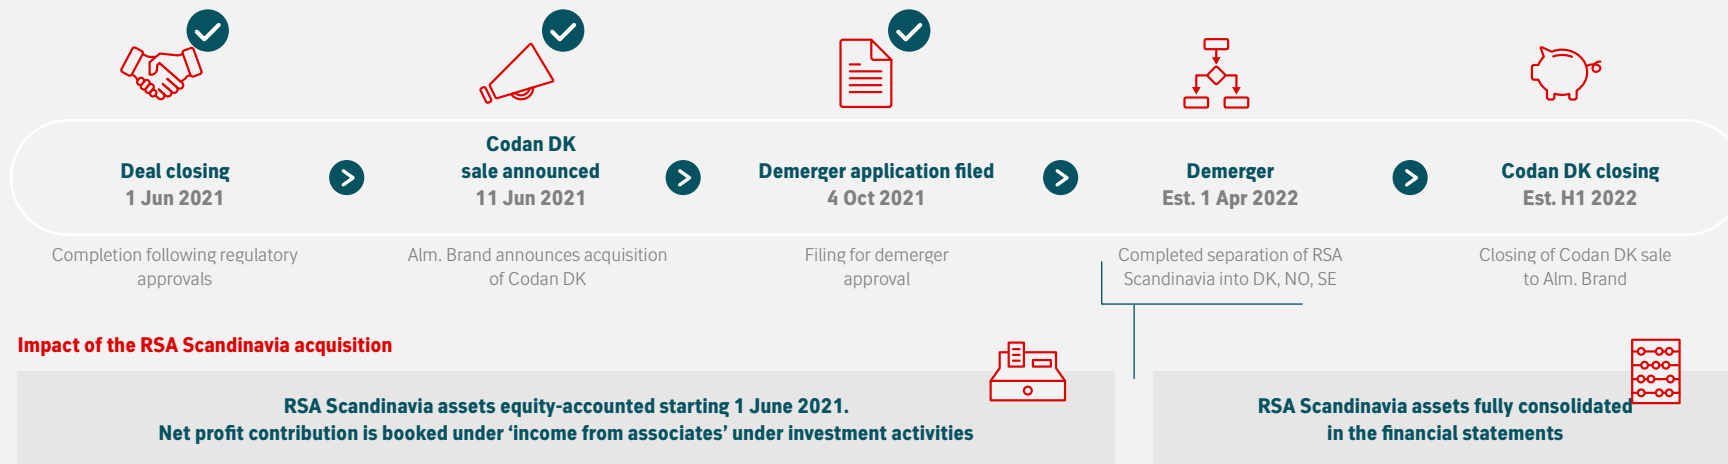 Deal closing
1 Jun 2021
Completion following regulatory
approvals
Codan DK
sale announced
11 Jun 2021
Alm. Brand announces acquisition
of Codan DK
Demerger application filed
4 Oct 2021
Filing for demerger
approval
Demerger
Est. 1 Apr 2022
Completed separation of RSA
Scandinavia into DK, NO, SE
Codan DK closing
Est. H1 2022
Closing of Codan DK sale
to Alm. Brand
Impact of the RSA Scandinavia acquisition
RSA Scandinavia assets equity-accounted starting 1 June 2021.
Net profit contribution is booked under ‘income from associates’ under investment activities
RSA Scandinavia assets fully consolidated
in the financial statements